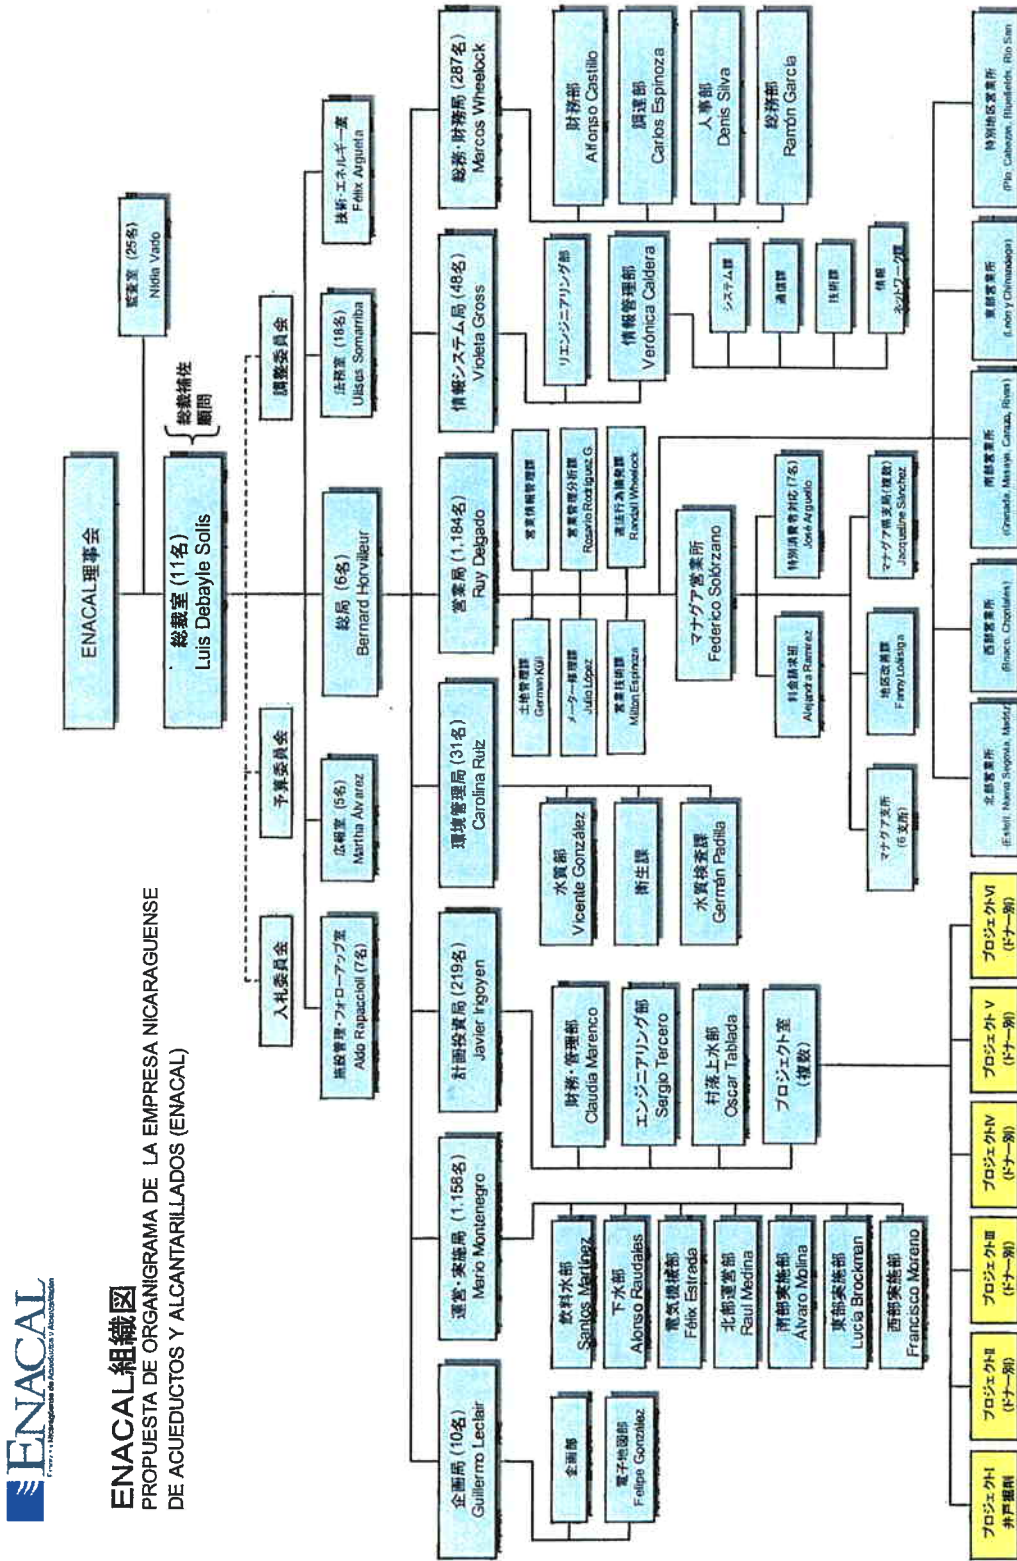 ENACAL
ENACAL組織図
PROPUESTA DE ORGANIGRAMA DE LA EMPRESA NICARAGUENSE
DE ACUEDUCTOS Y ALCANTARILLADOS (ENACAL)
ENACAL理事会
監査室 (25名)
Nidia Vado
総裁室 (11名)
Luis Debayle Solis
総裁補佐
顧問
入札委員会
予算委員会
調整委員会
施設管理・フォローアップ室
Aldo Rapaccioli (7名)
広報室 (5名)
Martha Álvarez
総局 (6名)
Bernard Horvilleur
法務室 (18名)
Ulises Somarriba
技術・エネルギー室
Félix Argueta
企画局 (10名)
Guillermo Leclair
運営・実施局 (1,158名)
Mario Montenegro
計画投資局 (219名)
Javier Irigoyen
環境管理局 (31名)
Carolina Ruiz
営業局 (1,184名)
Ruy Delgado
情報システム局 (48名)
Violeta Gross
総務・財務局 (287名)
Marcos Wheelock
企画部
電子地図部
Felipe González
飲料水部
Santos Martínez
下水部
Alonso Raudales
電気機械部
Félix Estrada
北部運営部
Raul Medina
南部実施部
Álvaro Molina
東部実施部
Lucía Brockman
西部実施部
Francisco Moreno
財務・管理部
Claudia Marenco
エンジニアリング部
Sergio Tercero
村落上水部
Oscar Tablada
プロジェクト室
(複数)
水質部
Vicente González
衛生課
水質検査課
Germán Padilla
土地管理課
German Küll
メーター修理課
Julio López
営業技術課
Milton Espinoza
営業情報管理課
営業管理分析課
Rosario Rodríguez G.
違法行為摘発課
Randall Wheelock
マナグア営業所
Federico Solórzano
料金請求班
Alejandra Ramírez
特別消費者対応 (7名)
José Arguello
マナグア支所
(6支所)
地区改善課
Fanny
マナグア県支局(複数)
Jacqueline Sánchez
リエンジニアリング部
情報管理部
Verónica Caldera
システム課
通信課
技術課
情報
ネットワーク課
財務部
Alfonso Castillo
調達部
Carlos Espinoza
人事部
Denis Silva
総務部
Ramón García
プロジェクトI
井戸掘削
プロジェクトII
(ドナー別)
プロジェクトIII
(ドナー別)
プロジェクトIV
(ドナー別)
プロジェクト V
(ドナー別)
プロジェクトVI
(ドナー別)
北部営業所
(Estelí, Nueva Segovia, Madriz)
西部営業所
(Boaco, Chontales)
南部営業所
(Granada, Masaya, Carazo, Rivas)
東部営業所
(León y Chinandega)
特別地区営業所
(Pto. Cabezas, Bluefields, Rio San